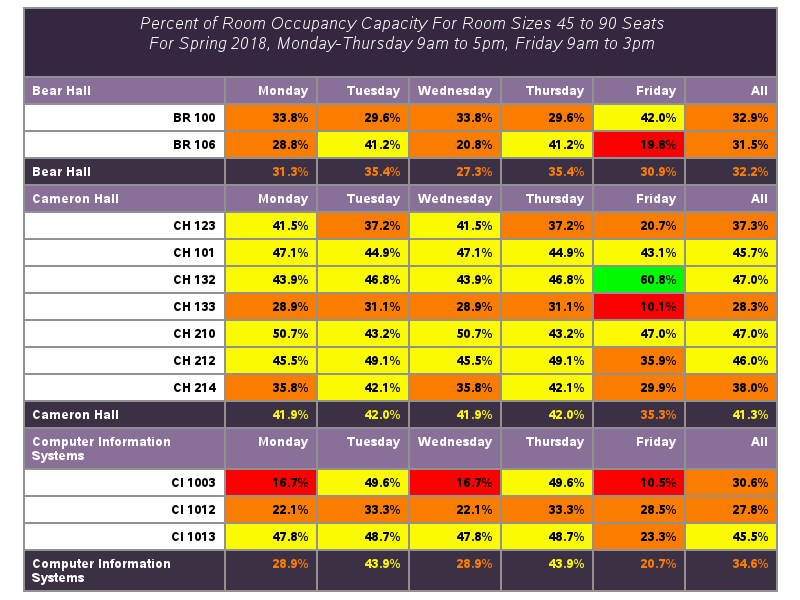 Percent of Room Occupancy Capacity For Room Sizes 45 to 90 Seats
For Spring 2018, Monday-Thursday 9am to 5pm, Friday 9am to 3pm
Bear Hall Monday Tuesday Wednesday Thursday Friday All
BR 100 33.8% 29.6% 33.8% 29.6% 42.0% 32.9%
BR 106 28.8% 41.2% 20.8% 41.2% 19.8% 31.5%
Bear Hall 31.3% 35.4% 27.3% 35.4% 30.9% 32.2%
Cameron Hall Monday Tuesday Wednesday Thursday Friday All
CH 123 41.5% 37.2% 41.5% 37.2% 20.7% 37.3%
CH 101 47.1% 44.9% 47.1% 44.9% 43.1% 45.7%
CH 132 43.9% 46.8% 43.9% 46.8% 60.8% 47.0%
CH 133 28.9% 31.1% 28.9% 31.1% 10.1% 28.3%
CH 210 50.7% 43.2% 50.7% 43.2% 47.0% 47.0%
CH 212 45.5% 49.1% 45.5% 49.1% 35.9% 46.0%
CH 214 35.8% 42.1% 35.8% 42.1% 29.9% 38.0%
Cameron Hall 41.9% 42.0% 41.9% 42.0% 35.3% 41.3%
Computer Information Monday Tuesday Wednesday Thursday Friday All
Systems
CI 1003 16.7% 49.6% 16.7% 49.6% 10.5% 30.6%
CI 1012 22.1% 33.3% 22.1% 33.3% 28.5% 27.8%
CI 1013 47.8% 48.7% 47.8% 48.7% 23.3% 45.5%
Computer Information 28.9% 43.9% 28.9% 43.9% 20.7% 34.6%
Systems